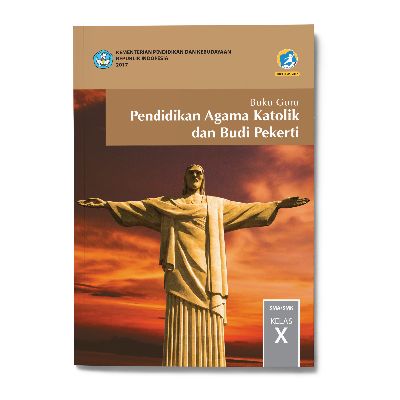 KEMENTERIAN PENDIDIKAN DAN KEBUDAYAAN
REPUBLIK INDONESIA
2017
Buku Guru
Pendidikan Agama Katolik
dan Budi Pekerti
SMA•SMK
KELAS
X